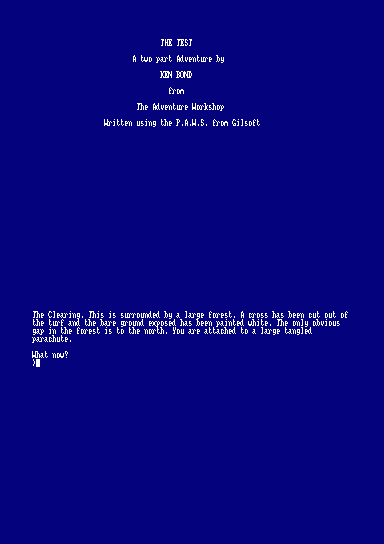 THE TEST
A two part Adventure by
KEN BOND
from
The Adventure Workshop
Written using the P.A.W.S. from Gilsoft
The Clearing. This is surrounded by a large forest. A cross has been cut out of
the turf and the bare ground exposed has been painted white. The only obvious
gap in the forest is to the north. You are attached to a large tangled
parachute.
What now?
>